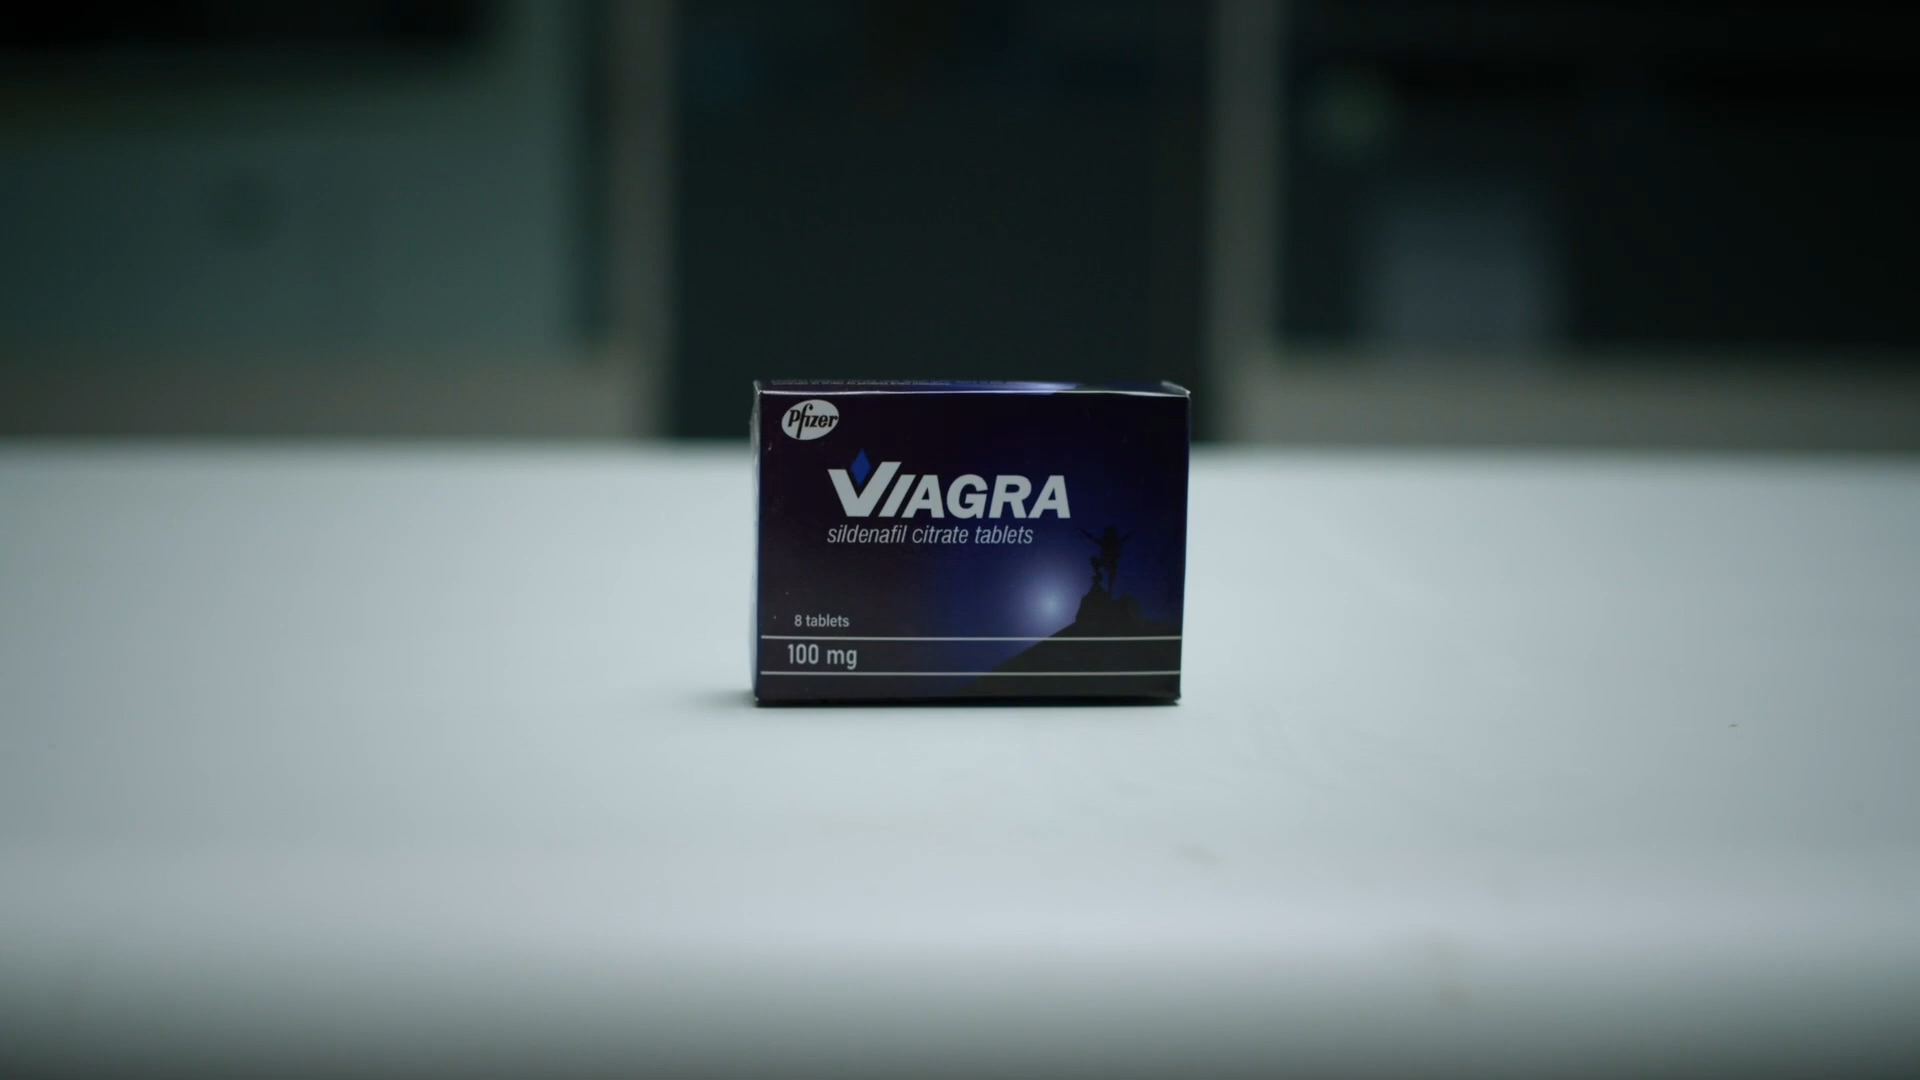 Pfizer
VIAGRA
sildenafil citrate tablets
8 tablets
100 mg